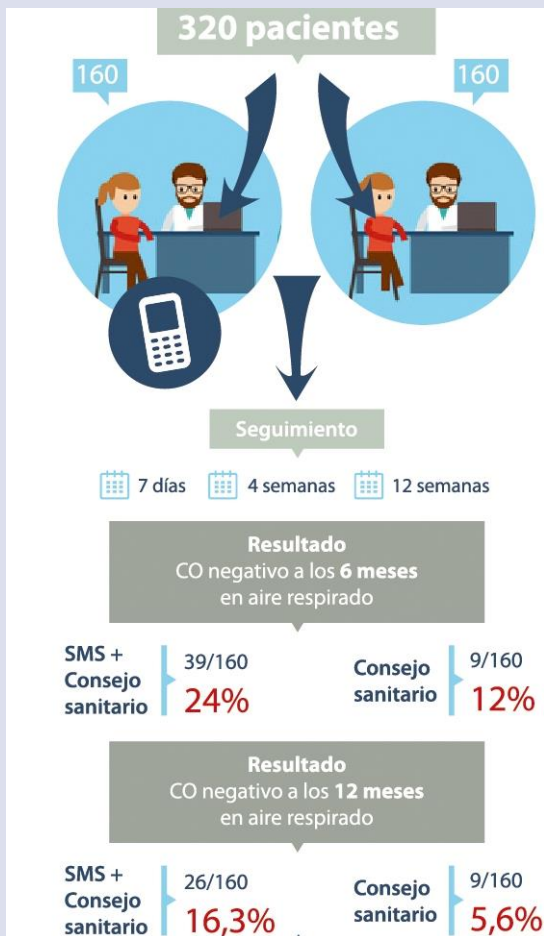 320 pacientes
160
160
Seguimiento
7 días
4 semanas
12 semanas
Resultado
CO negativo a los 6 meses
en aire respirado
SMS +
Consejo
sanitario
39/160
24%
Consejo
sanitario
9/160
12%
Resultado
CO negativo a los 12 meses
en aire respirado
SMS +
Consejo
sanitario
26/160
16,3%
Consejo
sanitario
9/160
5,6%